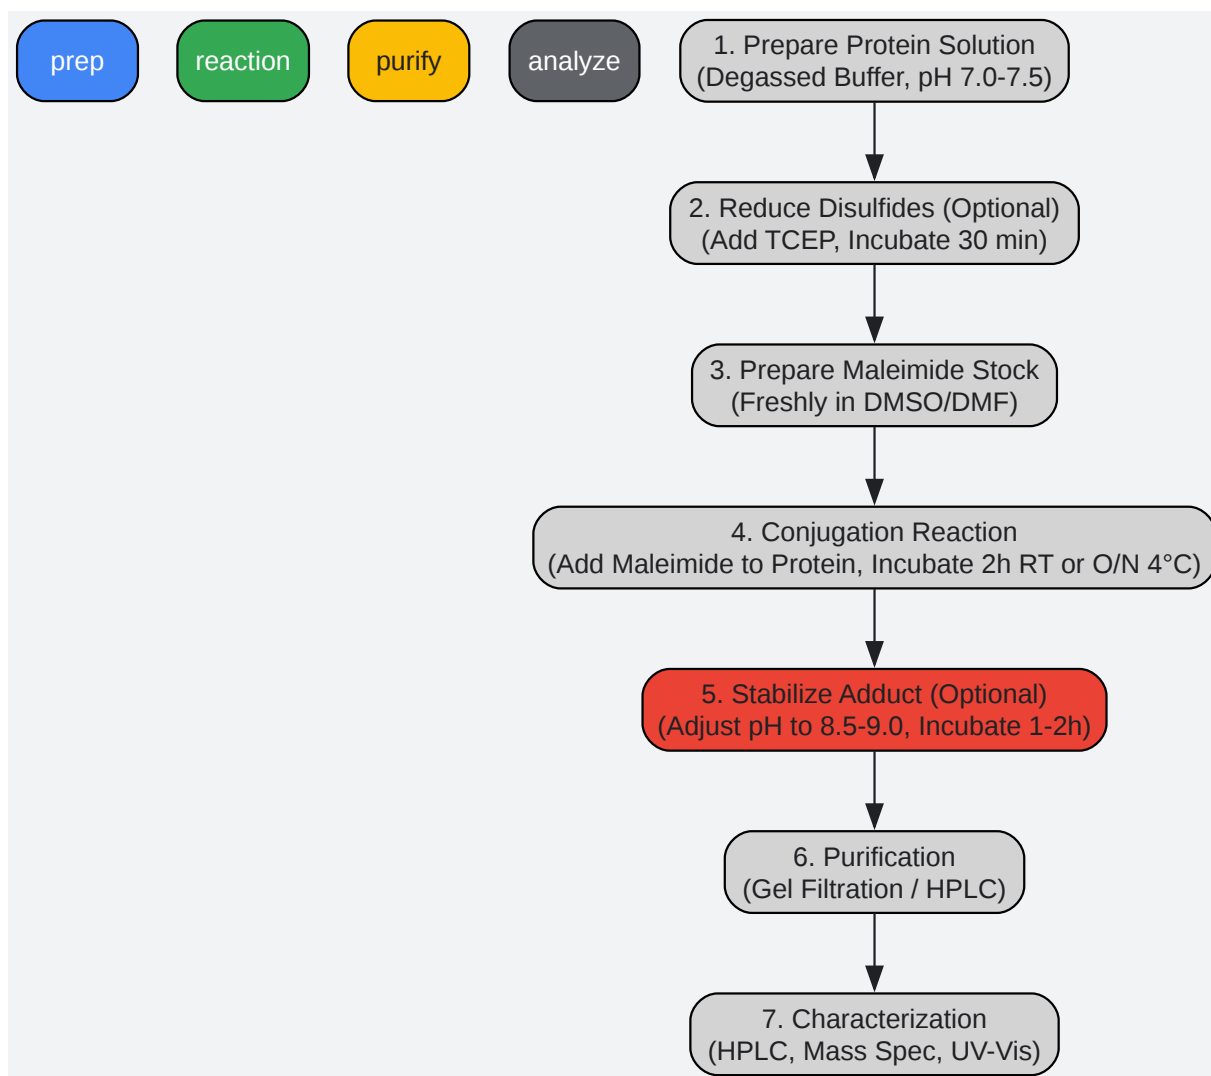 prep
reaction
purify
analyze
1. Prepare Protein Solution
(Degassed Buffer, pH 7.0-7.5)
2. Reduce Disulfides (Optional)
(Add TCEP, Incubate 30 min)
3. Prepare Maleimide Stock
(Freshly in DMSO/DMF)
4. Conjugation Reaction
(Add Maleimide to Protein, Incubate 2h RT or O/N 4°C)
5. Stabilize Adduct (Optional)
(Adjust pH to 8.5-9.0, Incubate 1-2h)
6. Purification
(Gel Filtration / HPLC)
7. Characterization
(HPLC, Mass Spec, UV-Vis)